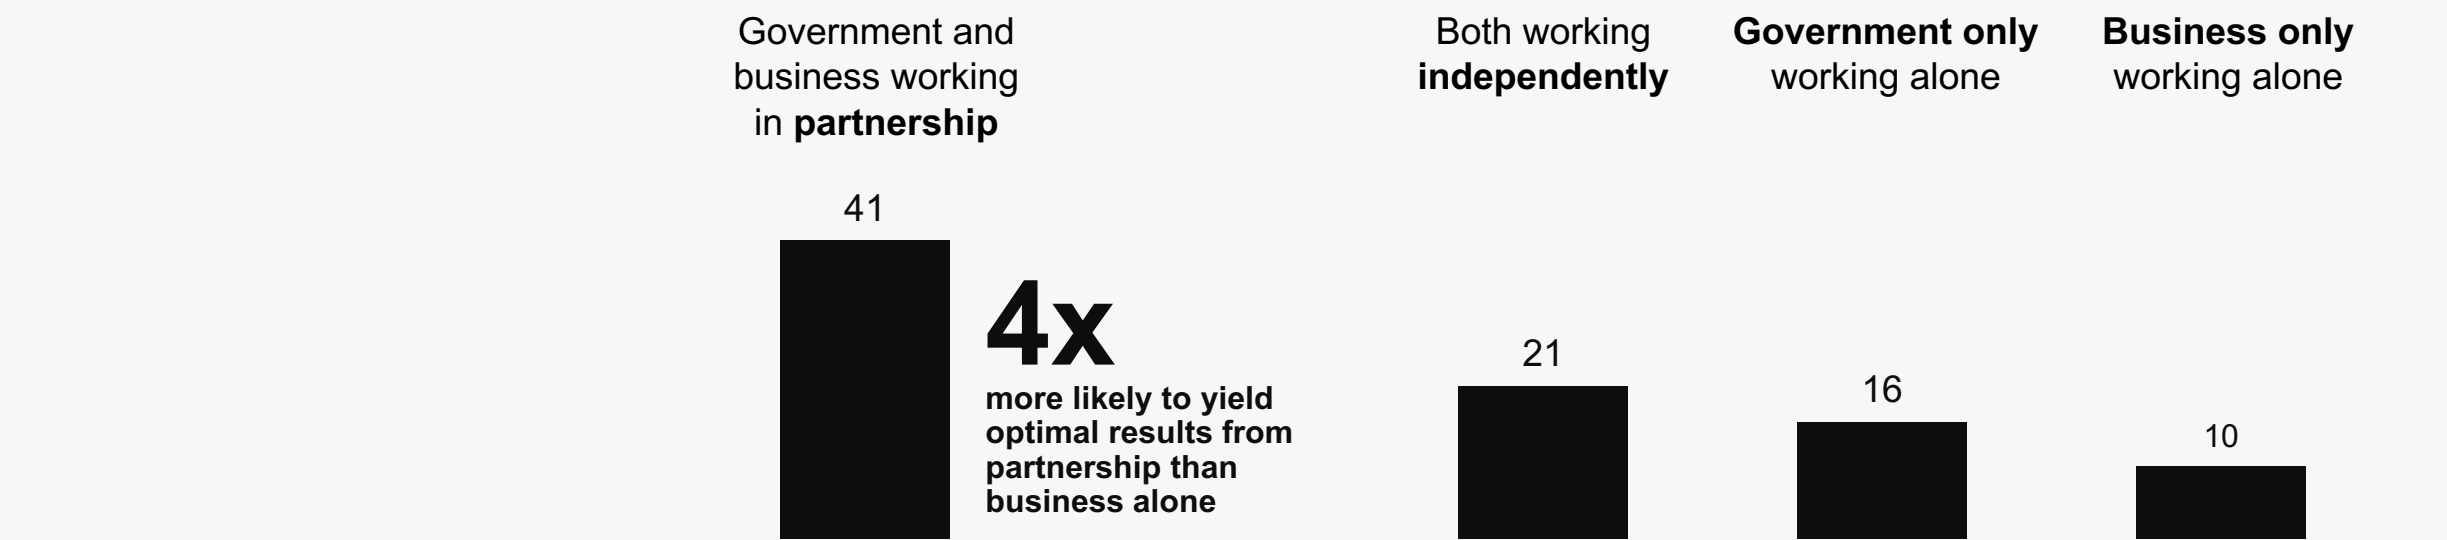 Government and
business working
in partnership
Both working
independently
Government only
working alone
Business only
working alone
41
4x
more likely to yield
optimal results from
partnership than
business alone
21
16
10